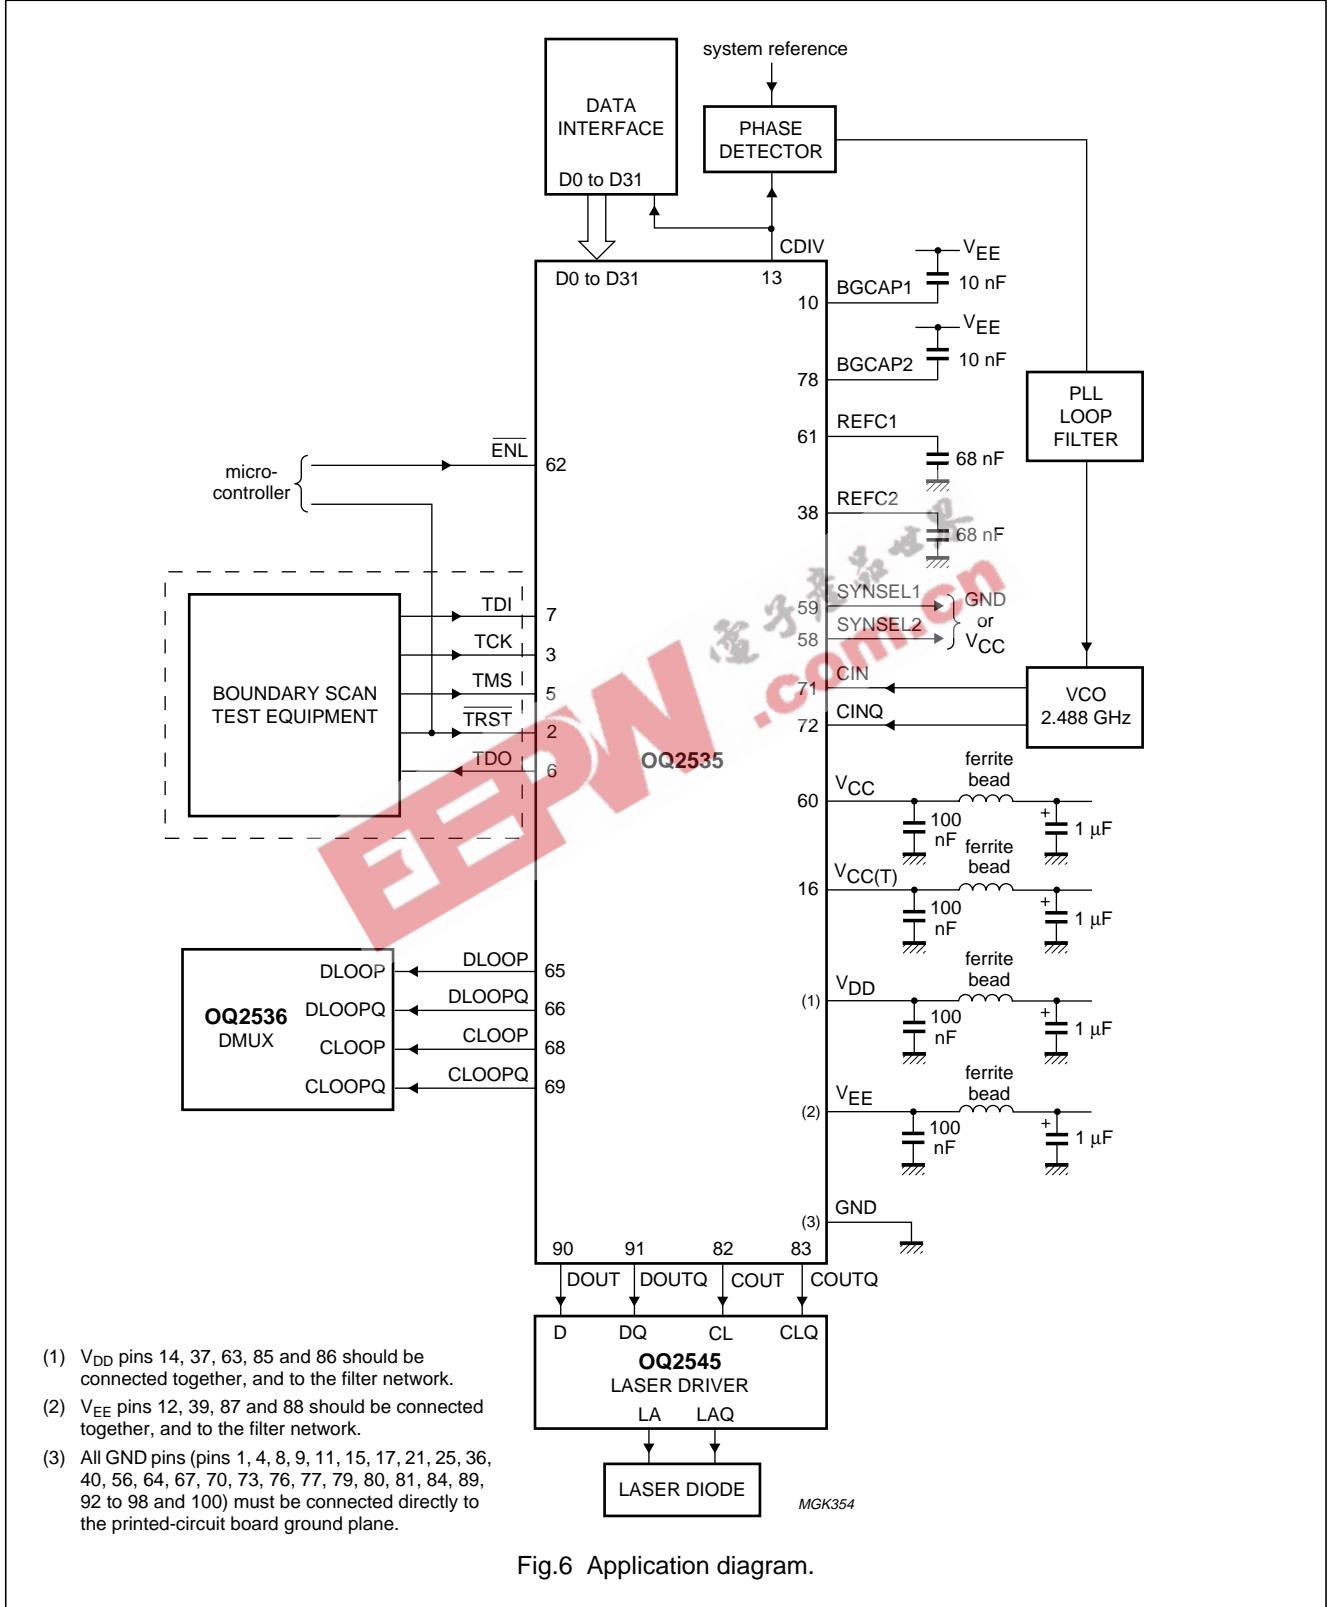 system reference
DATA
INTERFACE
D0 to D31
PHASE
DETECTOR
CDIV
D0 to D31
13
10
BGCAP1
VEE
10 nF
78
BGCAP2
VEE
10 nF
61
REFC1
68 nF
38
REFC2
68 nF
PLL
LOOP
FILTER
micro-
controller
ENL
62
59
SYNSEL1
58
SYNSEL2
GND
or
VCC
71
CIN
72
CINQ
VCO
2.488 GHz
BOUNDARY SCAN
TEST EQUIPMENT
TDI
7
TCK
3
TMS
5
TRST
2
TDO
6
OQ2535
電子產品世界
EEPW
.com.cn
60
VCC
ferrite
bead
100
nF
+
1 µF
16
VCC(T)
ferrite
bead
100
nF
+
1 µF
(1)
VDD
ferrite
bead
100
nF
+
1 µF
(2)
VEE
ferrite
bead
100
nF
+
1 µF
(3)
GND
OQ2536
DMUX
DLOOP
DLOOPQ
CLOOP
CLOOPQ
DLOOP
65
DLOOPQ
66
CLOOP
68
CLOOPQ
69
90
91
82
83
DOUT
DOUTQ
COUT
COUTQ
D
DQ
CL
CLQ
OQ2545
LASER DRIVER
LA
LAQ
LASER DIODE
MGK354
(1) VDD pins 14, 37, 63, 85 and 86 should be
connected together, and to the filter network.
(2) VEE pins 12, 39, 87 and 88 should be connected
together, and to the filter network.
(3) All GND pins (pins 1, 4, 8, 9, 11, 15, 17, 21, 25, 36,
40, 56, 64, 67, 70, 73, 76, 77, 79, 80, 81, 84, 89,
92 to 98 and 100) must be connected directly to
the printed-circuit board ground plane.
Fig.6 Application diagram.